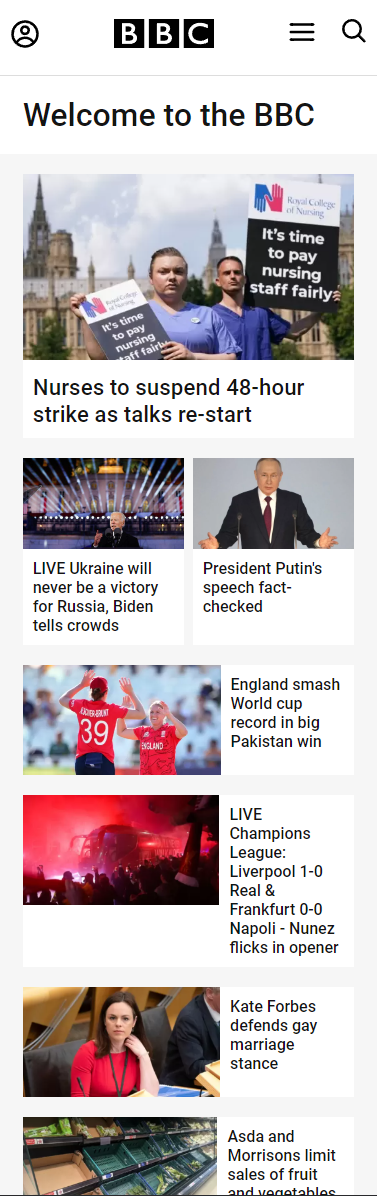 BBC
Welcome to the BBC
Royal College
of Nursing
It's time
to pay
nursing
staff fairly
Royal College
of Nursing
It's time
to pay
nursing
staff fairly
Nurses to suspend 48-hour
strike as talks re-start
LIVE Ukraine will
never be a victory
for Russia, Biden
tells crowds
President Putin's
speech fact-
checked
39
ENGLAND
England smash
World cup
record in big
Pakistan win
LIVE
Champions
League:
Liverpool 1-0
Real &
Frankfurt 0-0
Napoli - Nunez
flicks in opener
Kate Forbes
defends gay
marriage
stance
Asda and
Morrisons limit
sales of fruit
and vegetables